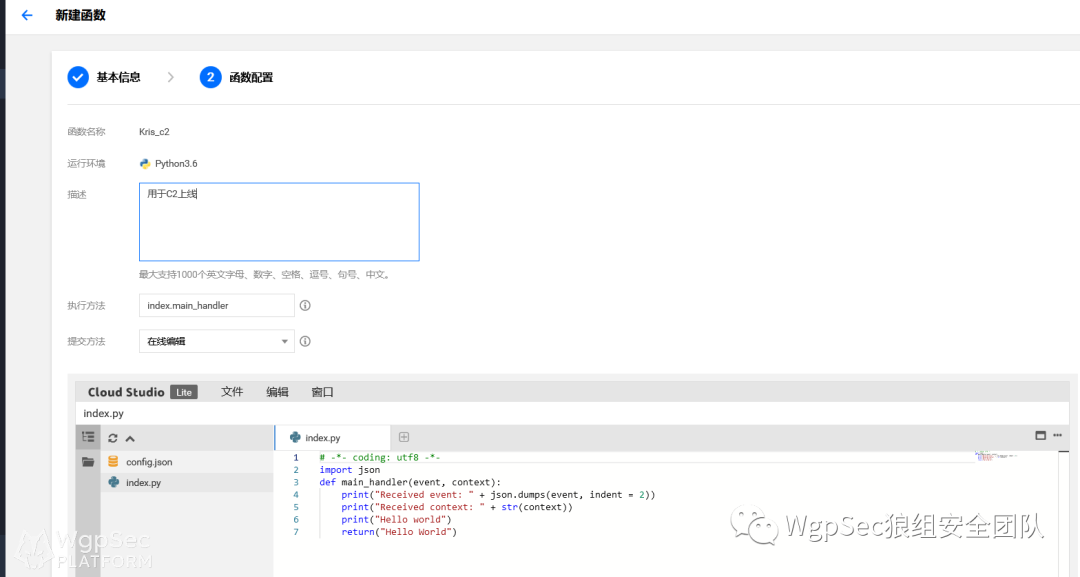 新建函数
基本信息
2 函数配置
函数名称 Kris_c2
运行环境 Python3.6
描述 用于C2上线
最大支持1000个英文字母、数字、空格、逗号、句号、中文。
执行方法 index.main_handler
提交方法 在线编辑
Cloud Studio Lite 文件 编辑 窗口
index.py
index.py
config.json
index.py
1 # -*- coding: utf8 -*-
2 import json
3 def main_handler(event, context):
4 print("Received event: " + json.dumps(event, indent = 2))
5 print("Received context: " + str(context))
6 print("Hello world")
7 return("Hello World")
WgpSec狼组安全团队
WgpSec
PLATFORM